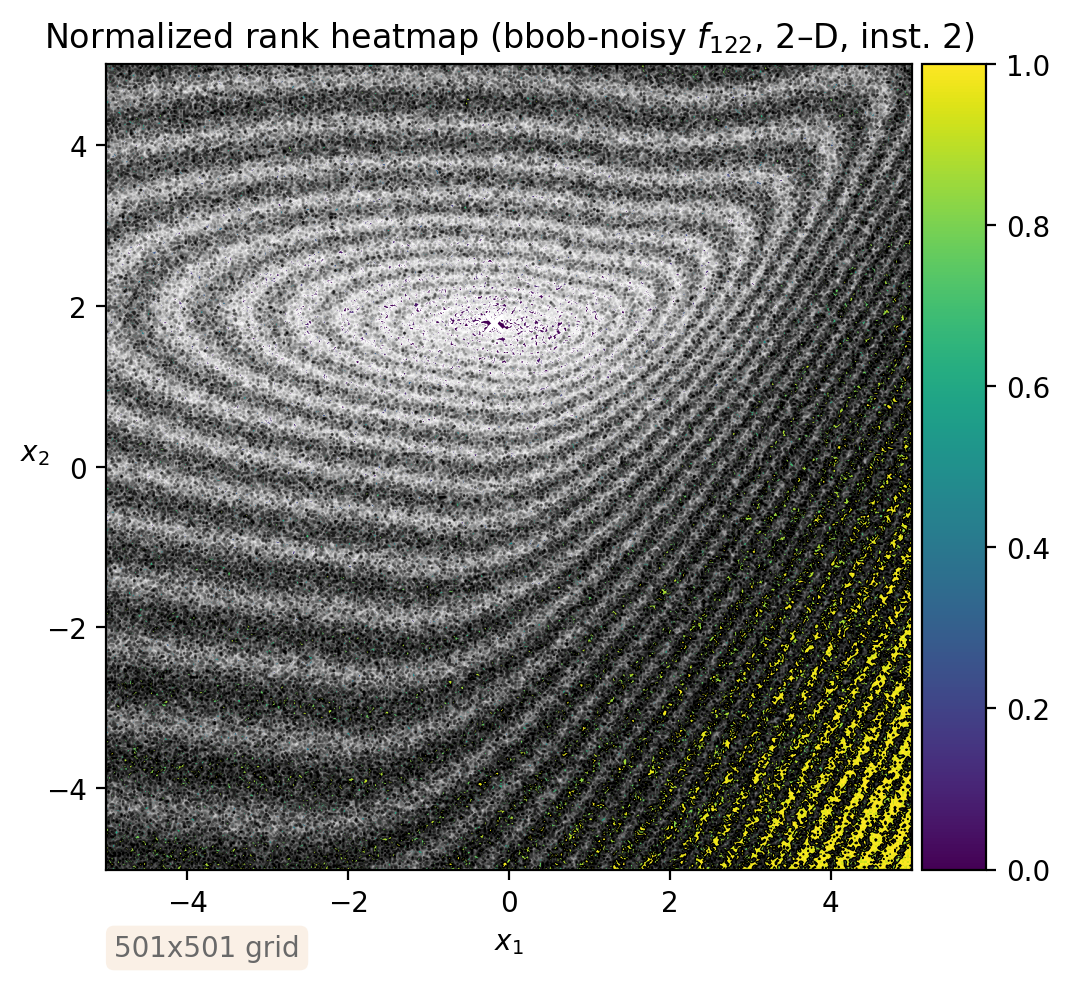 Normalized rank heatmap (bbob-noisy f₁₂₂, 2–D, inst. 2)
1.0
0.8
0.6
0.4
0.2
0.0
4
2
0
−2
−4
x₂
−4 −2 0 2 4
x₁
501x501 grid